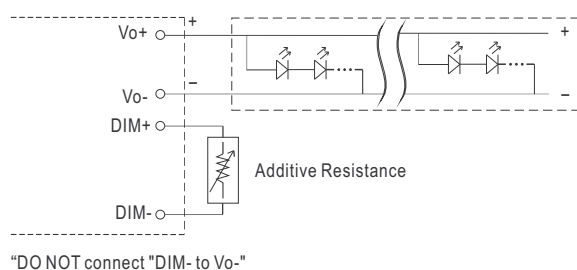 Vo+
+
+
−
Vo-
−
DIM+
Additive Resistance
DIM-
“DO NOT connect "DIM- to Vo-"